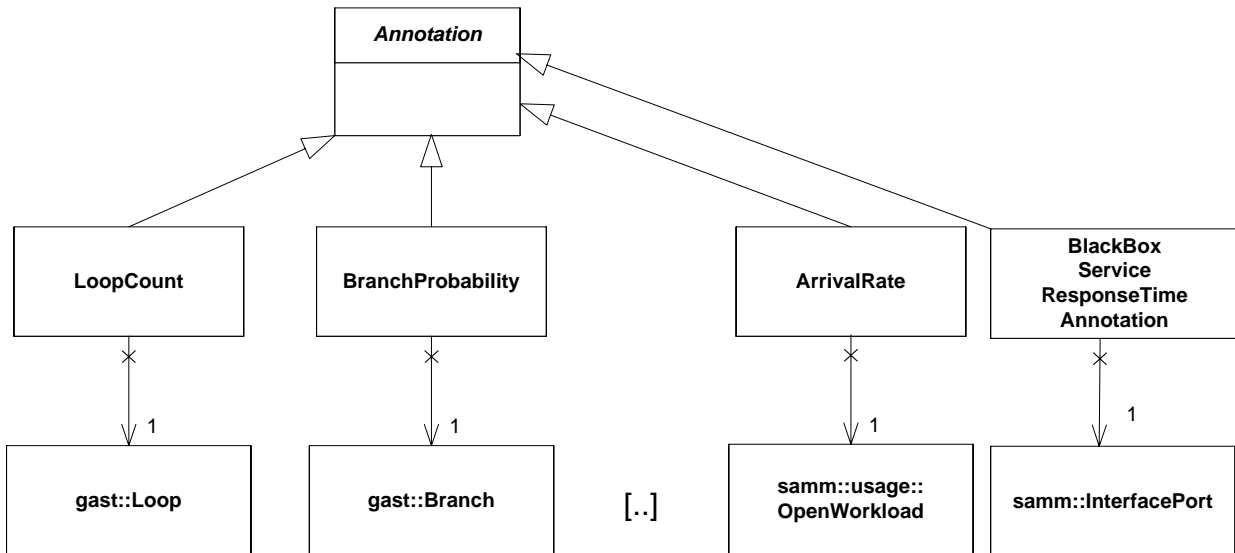 Annotation
LoopCount
BranchProbability
ArrivalRate
BlackBox
Service
ResponseTime
Annotation
1
1
1
1
gast::Loop
gast::Branch
[..]
samm::usage::
OpenWorkload
samm::InterfacePort